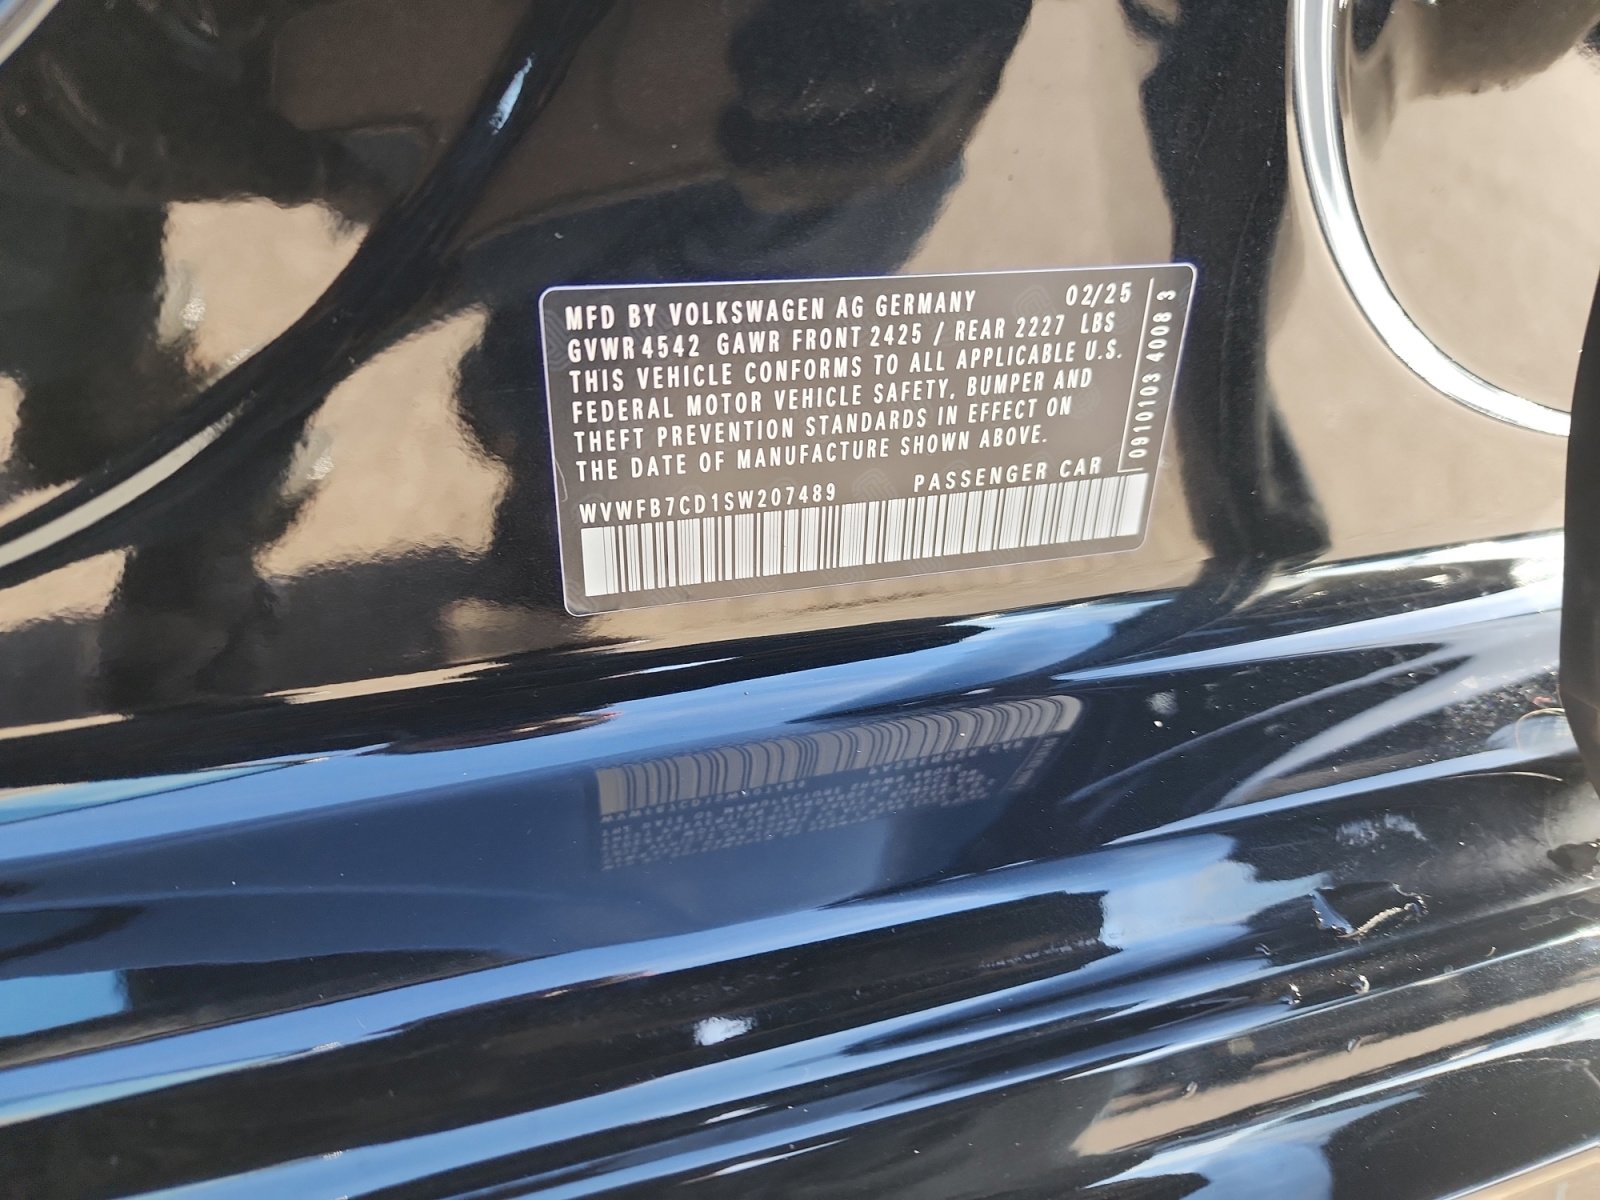 MFD BY VOLKSWAGEN AG GERMANY 02/25
GVWR 4542 GAWR FRONT 2425 / REAR 2227 LBS
THIS VEHICLE CONFORMS TO ALL APPLICABLE U.S.
FEDERAL MOTOR VEHICLE SAFETY, BUMPER AND
THEFT PREVENTION STANDARDS IN EFFECT ON
THE DATE OF MANUFACTURE SHOWN ABOVE.
WVWFB7CD1SW207489 PASSENGER CAR
0910103 4008 3